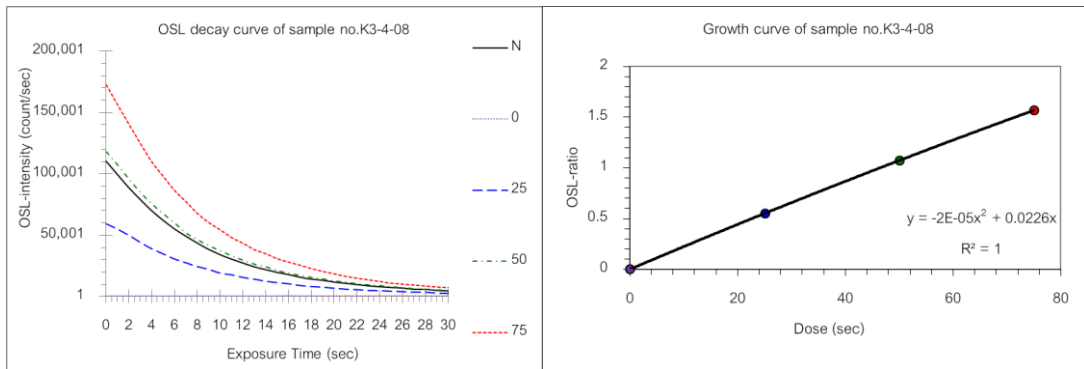 OSL decay curve of sample no.K3-4-08
200,001
150,001
100,001
50,001
1
OSL-intensity (count/sec)
0 2 4 6 8 10 12 14 16 18 20 22 24 26 28 30
Exposure Time (sec)
N
0
25
50
75
Growth curve of sample no.K3-4-08
2
1.5
1
0.5
0
OSL-ratio
y = -2E-05x² + 0.0226x
R² = 1
0 20 40 60 80
Dose (sec)